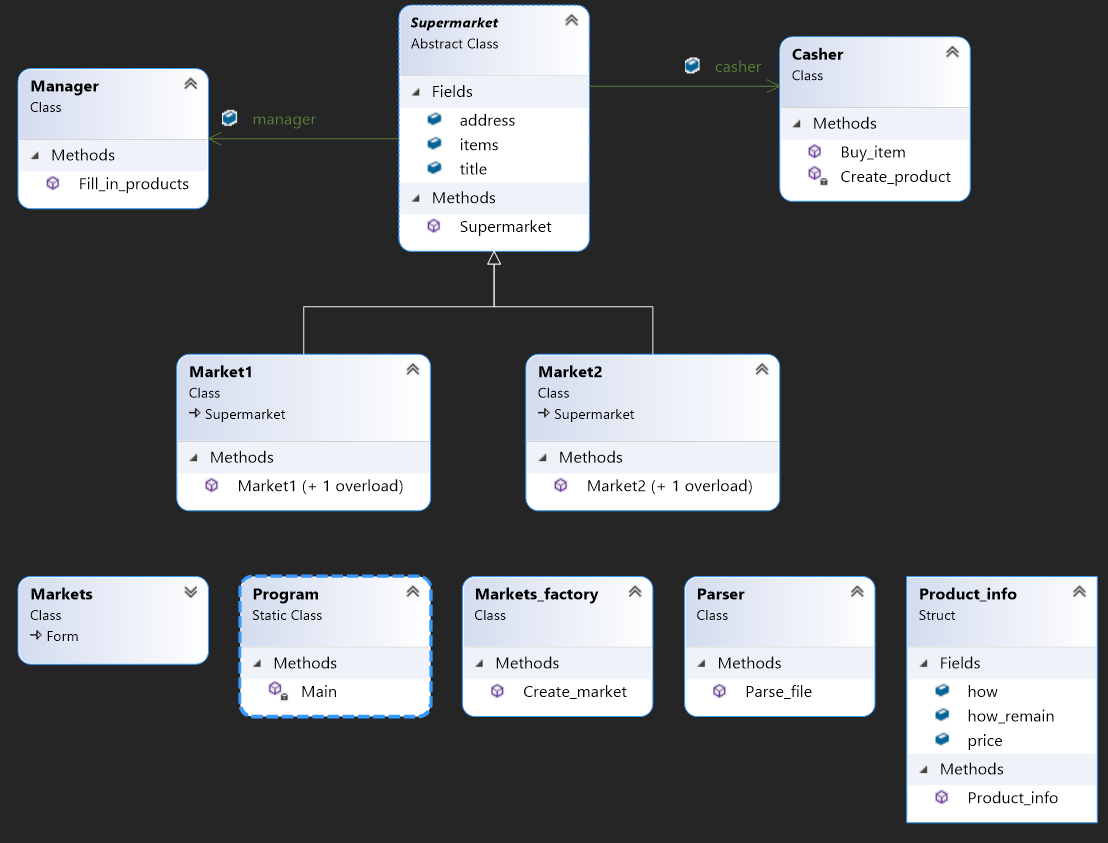 Supermarket
Abstract Class
Fields
address
items
title
Methods
Supermarket
Manager
Class
Methods
Fill_in_products
manager
casher
Casher
Class
Methods
Buy_item
Create_product
Market1
Class
Supermarket
Methods
Market1 (+ 1 overload)
Market2
Class
Supermarket
Methods
Market2 (+ 1 overload)
Markets
Class
Form
Program
Static Class
Methods
Main
Markets_factory
Class
Methods
Create_market
Parser
Class
Methods
Parse_file
Product_info
Struct
Fields
how
how_remain
price
Methods
Product_info